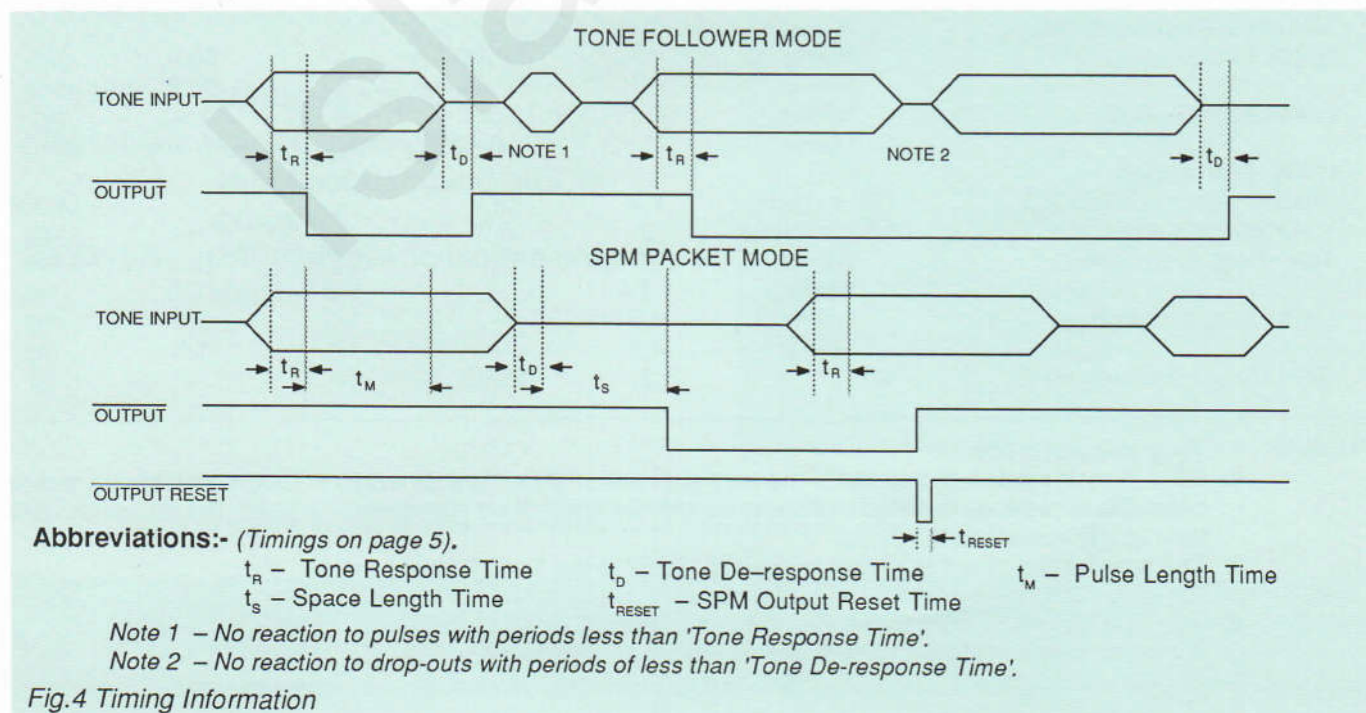 TONE FOLLOWER MODE
TONE INPUT
tR
tD
NOTE 1
tR
NOTE 2
tD
OUTPUT
SPM PACKET MODE
TONE INPUT
tR
tM
tD
tS
tR
OUTPUT
OUTPUT RESET
tRESET
Abbreviations:- (Timings on page 5).
tR – Tone Response Time tD – Tone De–response Time tM – Pulse Length Time
tS – Space Length Time tRESET – SPM Output Reset Time
Note 1 – No reaction to pulses with periods less than 'Tone Response Time'.
Note 2 – No reaction to drop-outs with periods of less than 'Tone De-response Time'.
Fig.4 Timing Information